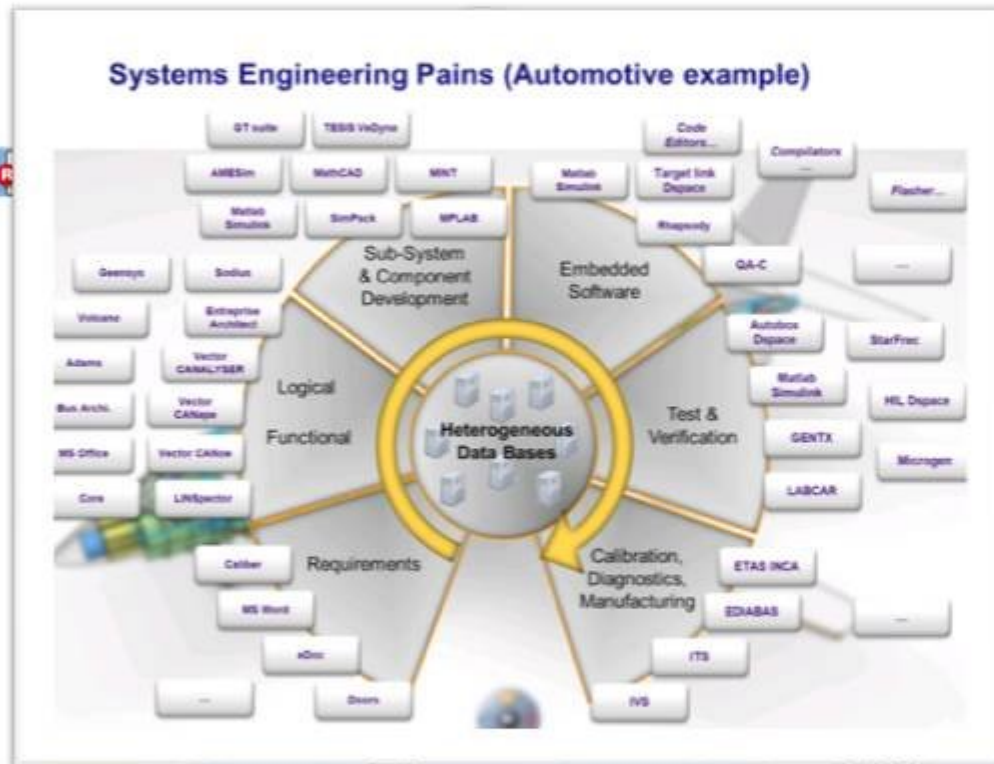 Systems Engineering Pains (Automotive example)
GT suite
TESIS VeDyna
AMESim
MathCAD
MINT
Matlab
Simulink
SimPack
MPLAB
Sub-System
& Component
Development
Code
Editors...
Compilators
...
Matlab
Simulink
Target link
Dspace
Flasher...
Rhapsody
Embedded
Software
QA-C
...
Geensys
Sodius
Volcano
Entreprise
Architect
Adams
Vector
CANALYSER
Bus Archi.
Vector
CANape
MS Office
Vector CANow
Core
LINSpector
Logical
Functional
Heterogeneous
Data Bases
Autobox
Dspace
Matlab
Simulink
HIL Dspace
GENTX
Microgen
LABCAR
Test &
Verification
Requirements
Caliber
MS Word
eDoc
...
Doors
Calibration,
Diagnostics,
Manufacturing
ETAS INCA
EDIABAS
...
ITS
IVS